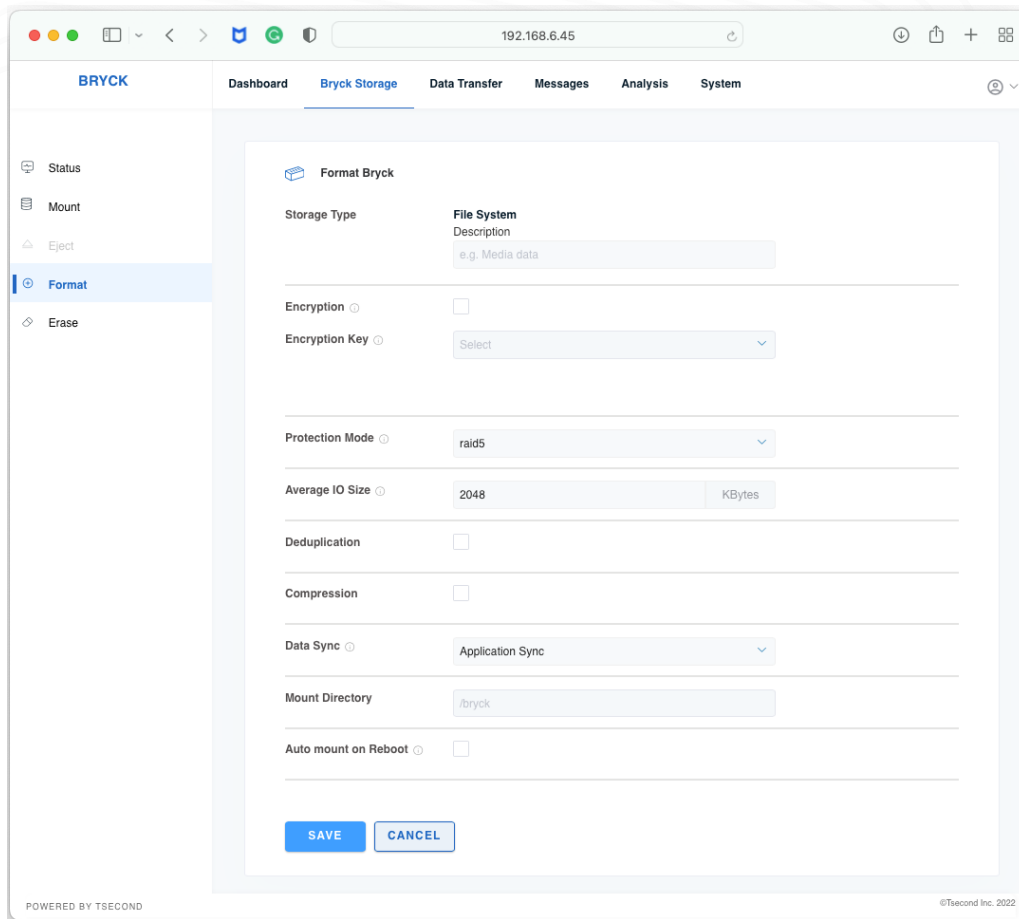 192.168.6.45
BRYCK
Dashboard
Bryck Storage
Data Transfer
Messages
Analysis
System
Status
Mount
Eject
Format
Erase
Format Bryck
Storage Type
File System
Description
e.g. Media data
Encryption
Encryption Key
Select
Protection Mode
raid5
Average IO Size
2048
KBytes
Deduplication
Compression
Data Sync
Application Sync
Mount Directory
/bryck
Auto mount on Reboot
SAVE
CANCEL
POWERED BY TSECOND
©Tsecond Inc. 2022